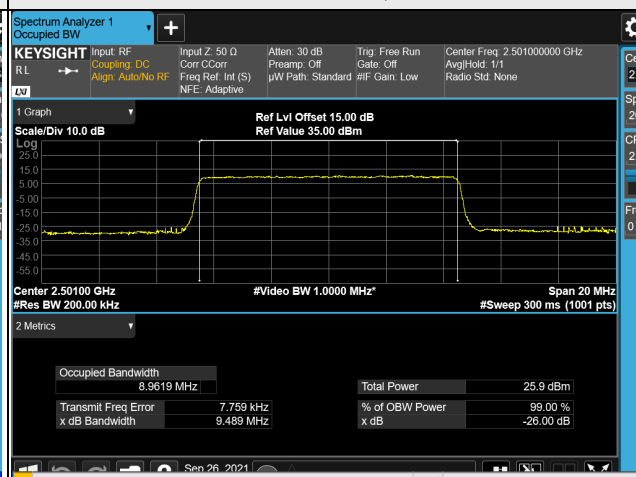 Spectrum Analyzer 1
Occupied BW
KEYSIGHT
RL
LXI
Input: RF
Coupling: DC
Align: Auto/No RF
Input Z: 50 Ω
Corr CCorr
Freq Ref: Int (S)
NFE: Adaptive
Atten: 30 dB
Preamp: Off
µW Path: Standard
Trig: Free Run
Gate: Off
#IF Gain: Low
Center Freq: 2.501000000 GHz
Avg|Hold: 1/1
Radio Std: None
1 Graph
Scale/Div 10.0 dB
Ref Lvl Offset 15.00 dB
Ref Value 35.00 dBm
Log
25.0
15.0
5.00
-5.00
-15.0
-25.0
-35.0
-45.0
-55.0
Center 2.50100 GHz
#Video BW 1.0000 MHz*
Span 20 MHz
#Res BW 200.00 kHz
#Sweep 300 ms (1001 pts)
2 Metrics
Occupied Bandwidth
8.9619 MHz
Total Power 25.9 dBm
Transmit Freq Error 7.759 kHz
% of OBW Power 99.00 %
x dB Bandwidth 9.489 MHz
x dB -26.00 dB
Sep 26, 2021